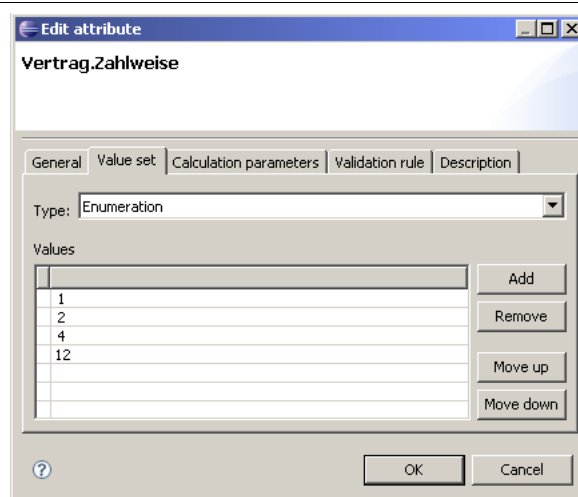 Edit attribute
Vertrag.Zahlweise
General Value set Calculation parameters Validation rule Description
Type: Enumeration
Values
Add
1
2
Remove
4
12
Move up
Move down
? OK Cancel